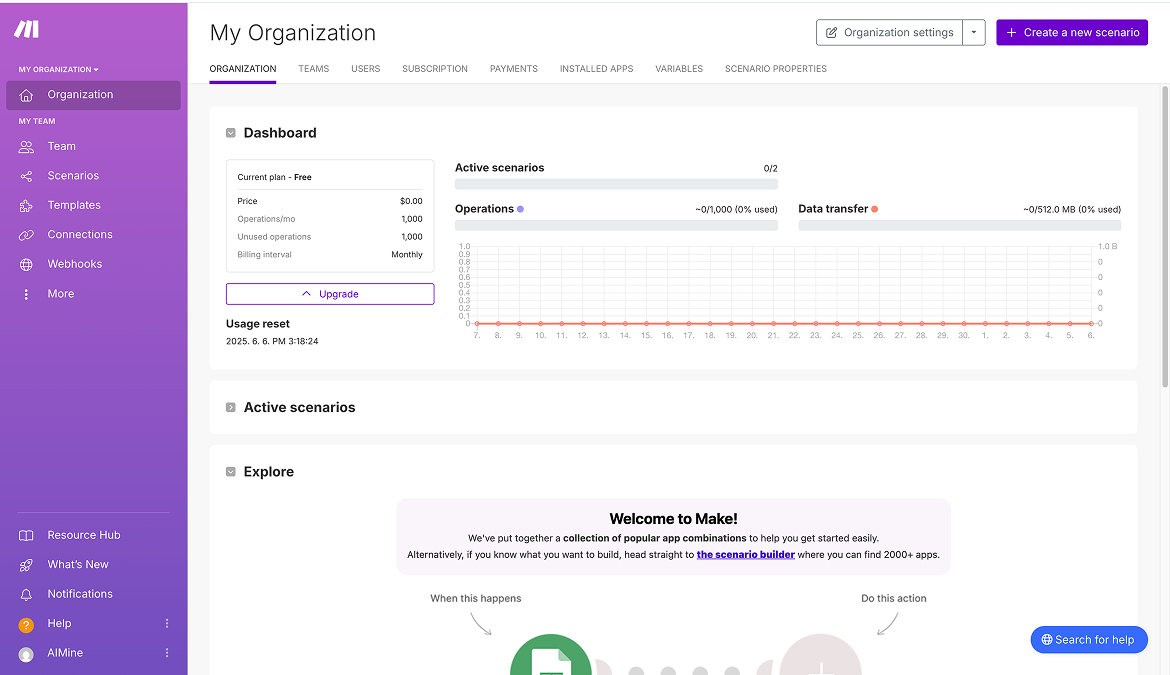 MY ORGANIZATION
Organization
MY TEAM
Team
Scenarios
Templates
Connections
Webhooks
More
Resource Hub
What's New
Notifications
Help
AIMine
My Organization
Organization settings
Create a new scenario
ORGANIZATION TEAMS USERS SUBSCRIPTION PAYMENTS INSTALLED APPS VARIABLES SCENARIO PROPERTIES
Dashboard
Current plan - Free
Price $0.00
Operations/mo 1,000
Unused operations 1,000
Billing interval Monthly
Upgrade
Usage reset
2025. 6. 6. PM 3:18:24
Active scenarios 0/2
Operations ~0/1,000 (0% used)
Data transfer ~0/512.0 MB (0% used)
1.0 1.0 B
0.9
0.8 0
0.7
0.6 0
0.5
0.4 0
0.3
0.2 0
0.1
0 0
7. 8. 9. 10. 11. 12. 13. 14. 15. 16. 17. 18. 19. 20. 21. 22. 23. 24. 25. 26. 27. 28. 29. 30. 1. 2. 3. 4. 5. 6.
Active scenarios
Explore
Welcome to Make!
We've put together a collection of popular app combinations to help you get started easily.
Alternatively, if you know what you want to build, head straight to the scenario builder where you can find 2000+ apps.
When this happens
Do this action
Search for help